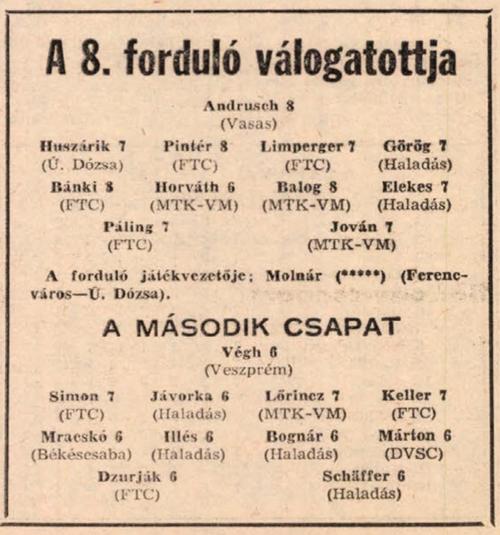 A 8. forduló válogatottja
Andrusch 8
(Vasas)
Huszárik 7 Pintér 8 Limperger 7 Görög 7
(Ú. Dózsa) (FTC) (FTC) (Haladás)
Bánki 8 Horváth 6 Balog 8 Elekes 7
(FTC) (MTK-VM) (MTK-VM) (Haladás)
Páling 7 Jován 7
(FTC) (MTK-VM)
A forduló játékvezetője: Molnár (*****) (Ferenc-
város—Ú. Dózsa).
A MÁSODIK CSAPAT
Végh 6
(Veszprém)
Simon 7 Jávorka 6 Lőrincz 7 Keller 7
(FTC) (Haladás) (MTK-VM) (FTC)
Mracskó 6 Illés 6 Bognár 6 Márton 6
(Békéscsaba) (Haladás) (Haladás) (DVSC)
Dzurják 6 Schäffer 6
(FTC) (Haladás)